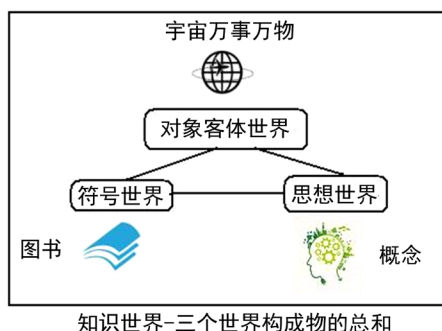 宇宙万事万物
对象客体世界
符号世界
思想世界
图书
概念
知识世界-三个世界构成物的总和